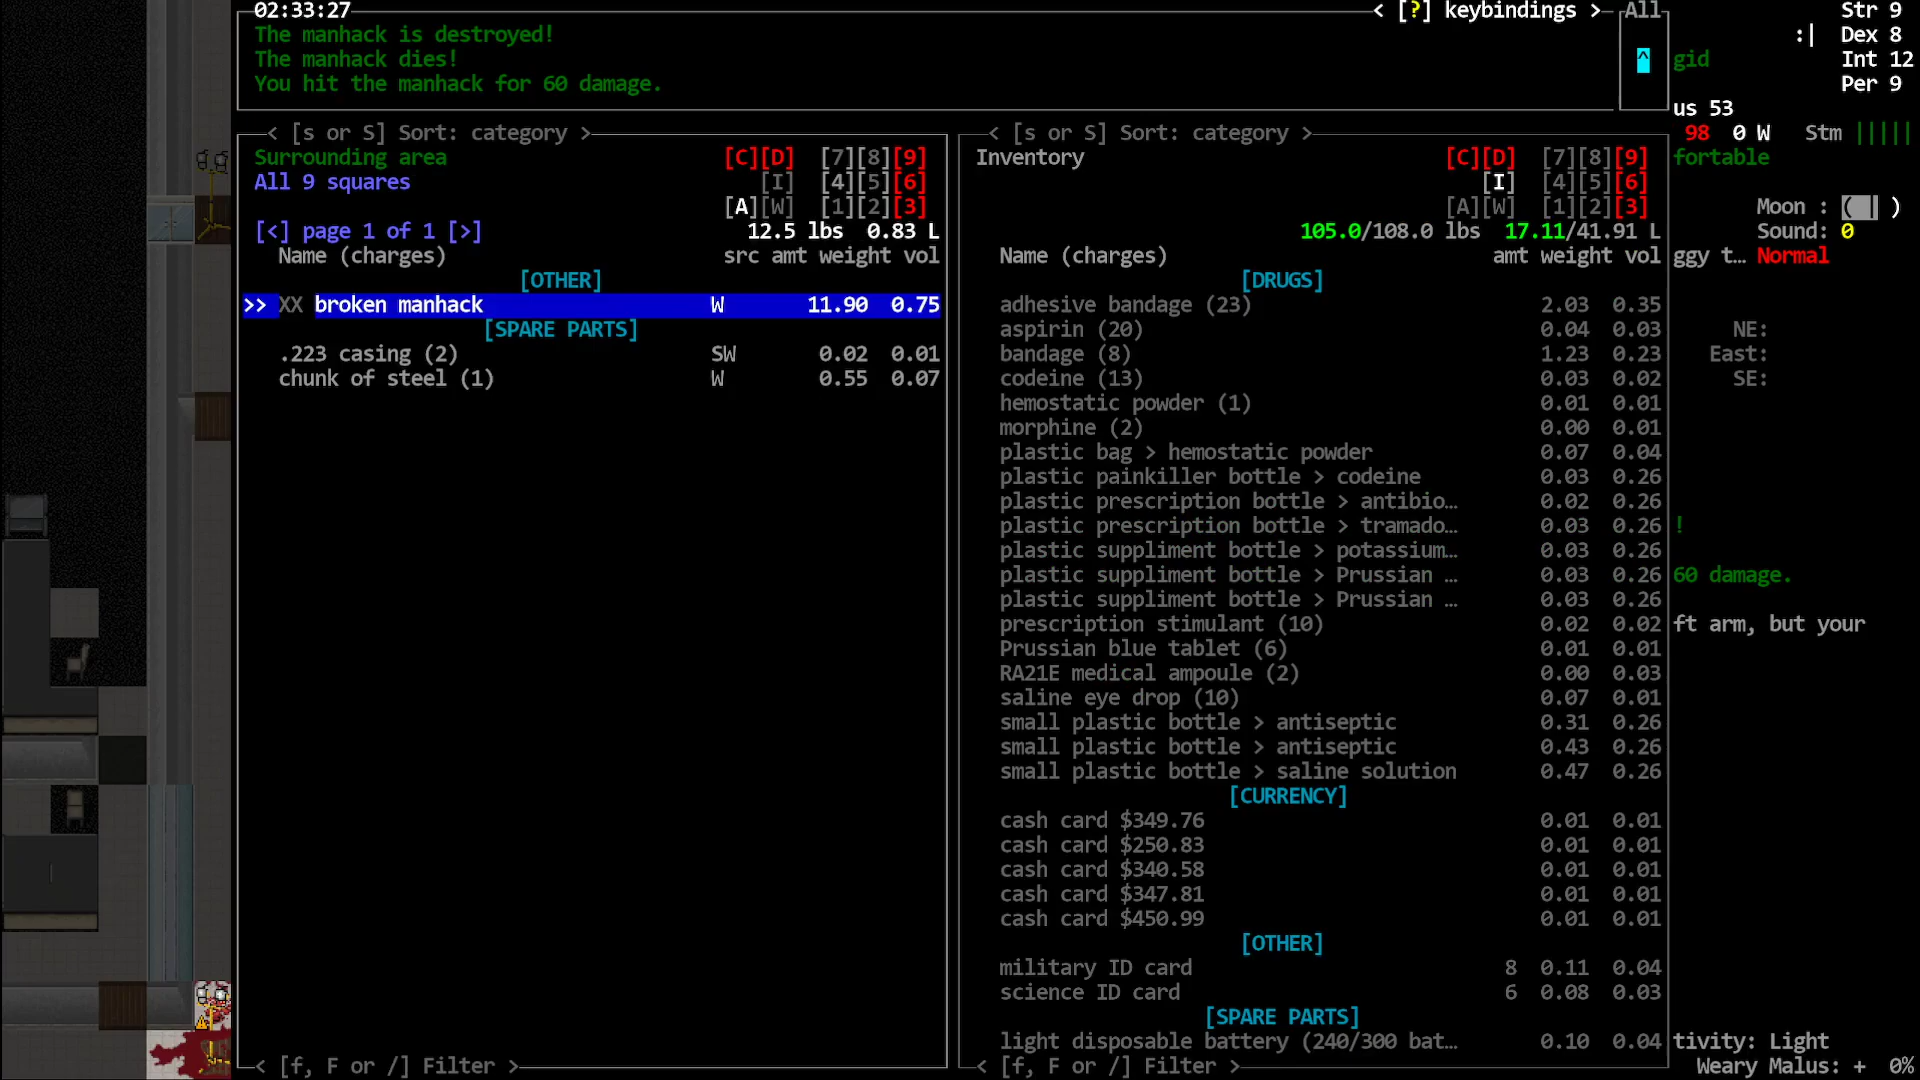 02:33:27 < [?] keybindings > All Str 9
The manhack is destroyed! :| Dex 8
The manhack dies! ^ gid Int 12
You hit the manhack for 60 damage. Per 9
us 53
< [s or S] Sort: category > < [s or S] Sort: category > 98 0 W Stm |||||
Surrounding area [C][D] [7][8][9] Inventory [C][D] [7][8][9] fortable
All 9 squares [I] [4][5][6] [I] [4][5][6]
[A][W] [1][2][3] [A][W] [1][2][3] Moon : ( | )
[<] page 1 of 1 [>] 12.5 lbs 0.83 L 105.0/108.0 lbs 17.11/41.91 L Sound: 0
Name (charges) src amt weight vol Name (charges) amt weight vol ggy t… Normal
[OTHER] [DRUGS]
>> XX broken manhack W 11.90 0.75 adhesive bandage (23) 2.03 0.35
[SPARE PARTS] aspirin (20) 0.04 0.03 NE:
.223 casing (2) SW 0.02 0.01 bandage (8) 1.23 0.23 East:
chunk of steel (1) W 0.55 0.07 codeine (13) 0.03 0.02 SE:
hemostatic powder (1) 0.01 0.01
morphine (2) 0.00 0.01
plastic bag > hemostatic powder 0.07 0.04
plastic painkiller bottle > codeine 0.03 0.26
plastic prescription bottle > antibio… 0.02 0.26
plastic prescription bottle > tramado… 0.03 0.26 !
plastic suppliment bottle > potassium… 0.03 0.26
plastic suppliment bottle > Prussian … 0.03 0.26 60 damage.
plastic suppliment bottle > Prussian … 0.03 0.26
prescription stimulant (10) 0.02 0.02 ft arm, but your
Prussian blue tablet (6) 0.01 0.01
RA21E medical ampoule (2) 0.00 0.03
saline eye drop (10) 0.07 0.01
small plastic bottle > antiseptic 0.31 0.26
small plastic bottle > antiseptic 0.43 0.26
small plastic bottle > saline solution 0.47 0.26
[CURRENCY]
cash card $349.76 0.01 0.01
cash card $250.83 0.01 0.01
cash card $340.58 0.01 0.01
cash card $347.81 0.01 0.01
cash card $450.99 0.01 0.01
[OTHER]
military ID card 8 0.11 0.04
science ID card 6 0.08 0.03
[SPARE PARTS]
light disposable battery (240/300 bat… 0.10 0.04 tivity: Light
< [f, F or /] Filter > < [f, F or /] Filter > Weary Malus: + 0%